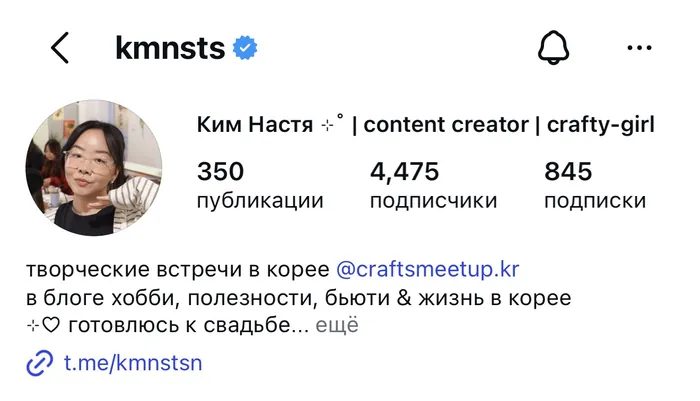 kmnsts
Ким Настя ⊹˚ | content creator | crafty-girl
350 4,475 845
публикации подписчики подписки
творческие встречи в корее @craftsmeetup.kr
в блоге хобби, полезности, бьюти & жизнь в корее
⊹♡ готовлюсь к свадьбе... ещё
t.me/kmnstsn